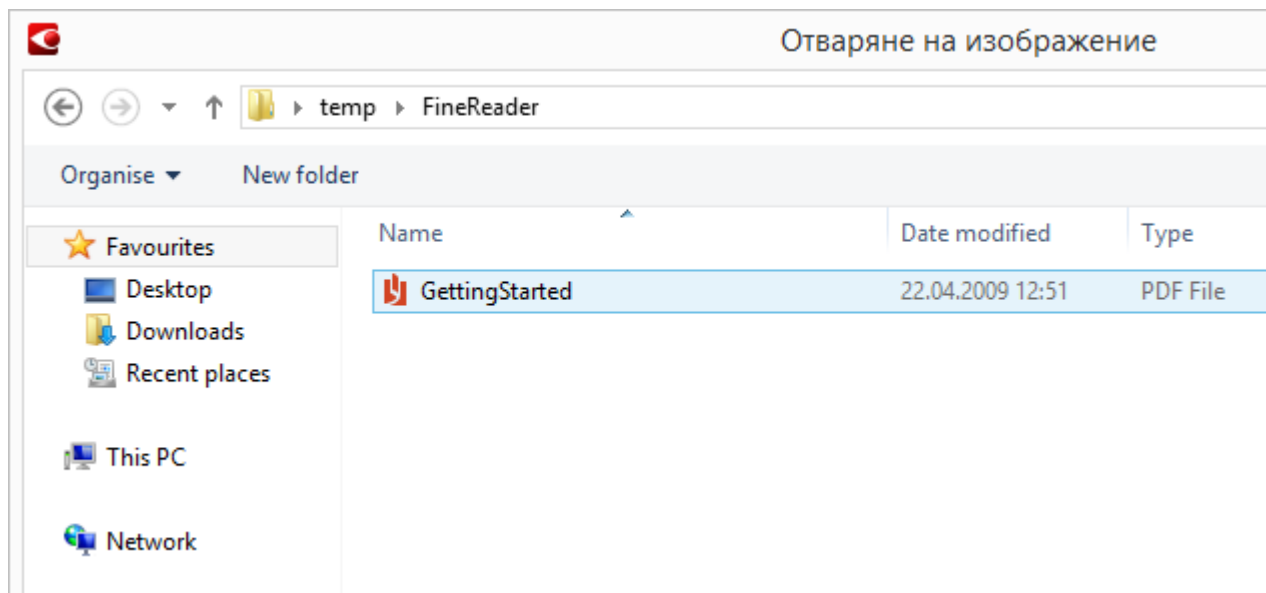 Отваряне на изображение
temp FineReader
Organise New folder
Name Date modified Type
Favourites
Desktop
Downloads
Recent places
This PC
Network
GettingStarted 22.04.2009 12:51 PDF File